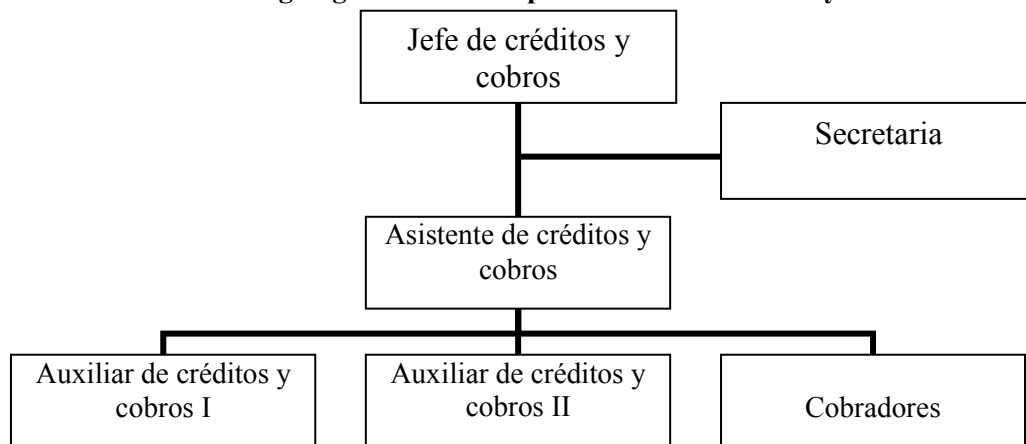 Jefe de créditos y
cobros
Secretaria
Asistente de créditos y
cobros
Auxiliar de créditos y
cobros I
Auxiliar de créditos y
cobros II
Cobradores